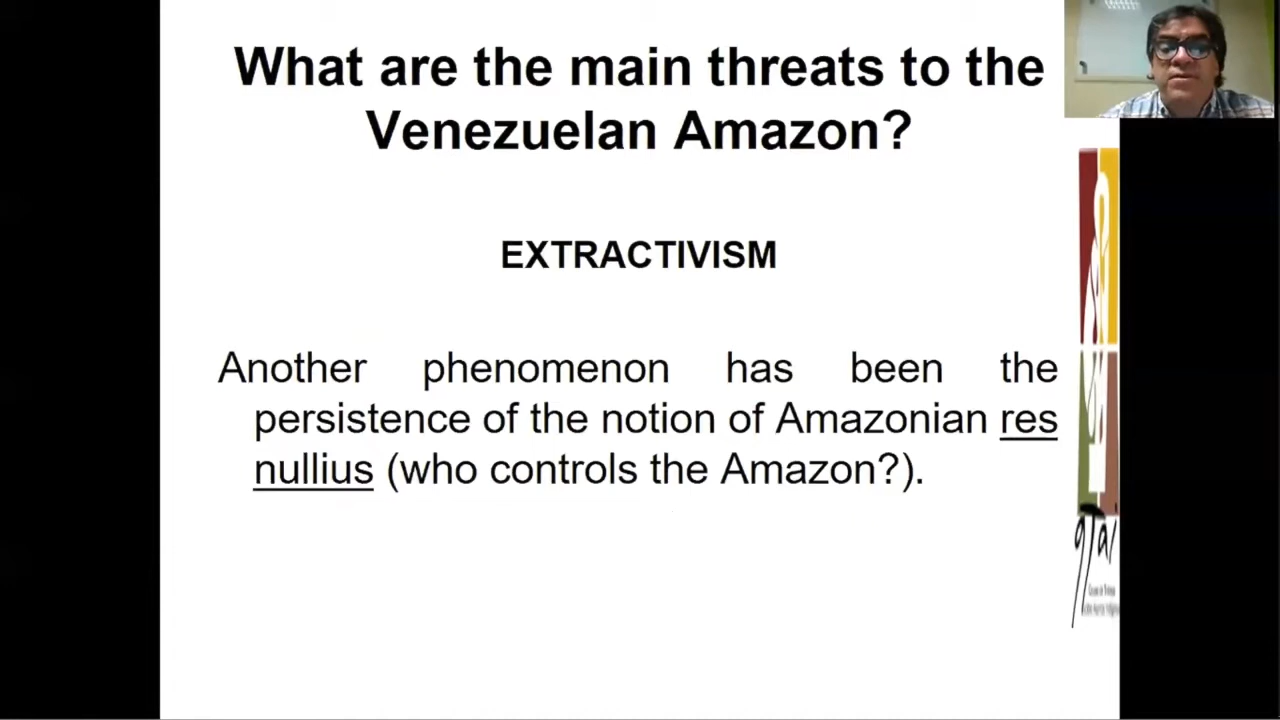 What are the main threats to the
Venezuelan Amazon?
EXTRACTIVISM
Another phenomenon has been the
persistence of the notion of Amazonian res
nullius (who controls the Amazon?).
gTai